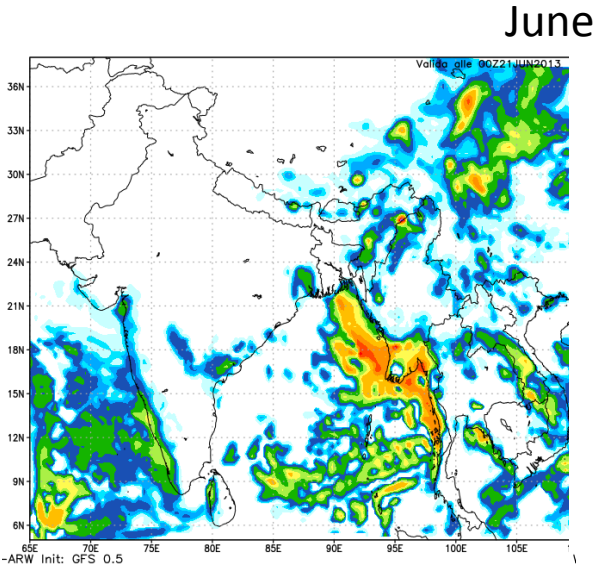 June
Valida alle 00Z21JUN2013
36N
33N
30N
27N
24N
21N
18N
15N
12N
9N
6N
65E 70E 75E 80E 85E 90E 95E 100E 105E
-ARW Init: GFS 0.5